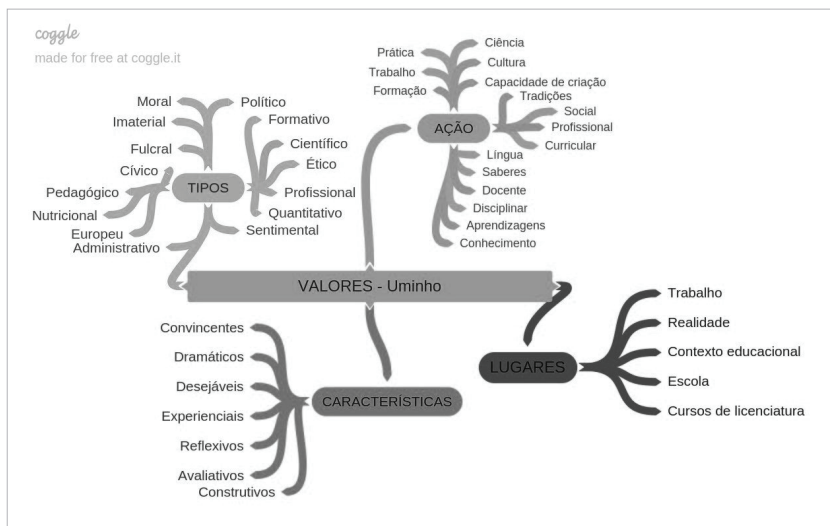 coggle
made for free at coggle.it
Moral
Imaterial
Fulcral
Cívico
Pedagógico
Nutricional
Europeu
Administrativo
Político
Formativo
Científico
Ético
Profissional
Quantitativo
Sentimental
TIPOS
Prática
Trabalho
Formação
Ciência
Cultura
Capacidade de criação
Tradições
Social
Profissional
Curricular
AÇÃO
Língua
Saberes
Docente
Disciplinar
Aprendizagens
Conhecimento
VALORES - Uminho
Convincentes
Dramáticos
Desejáveis
Experienciais
Reflexivos
Avaliativos
Construtivos
CARACTERÍSTICAS
LUGARES
Trabalho
Realidade
Contexto educacional
Escola
Cursos de licenciatura